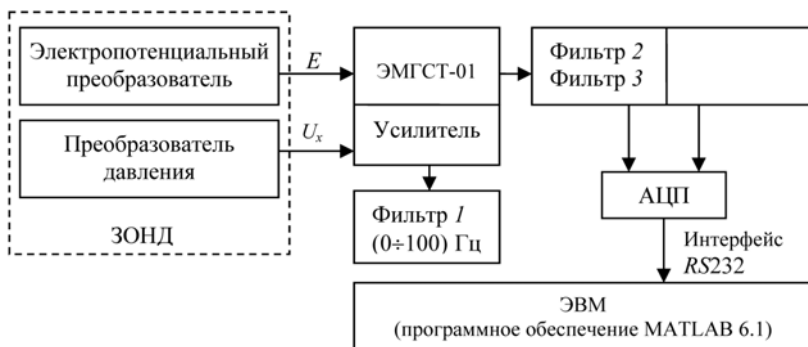 Электропотенциальный
преобразователь
E
ЭМГСТ-01
Фильтр 2
Фильтр 3
Преобразователь
давления
Uₓ
Усилитель
ЗОНД
Фильтр 1
(0÷100) Гц
АЦП
Интерфейс
RS232
ЭВМ
(программное обеспечение MATLAB 6.1)